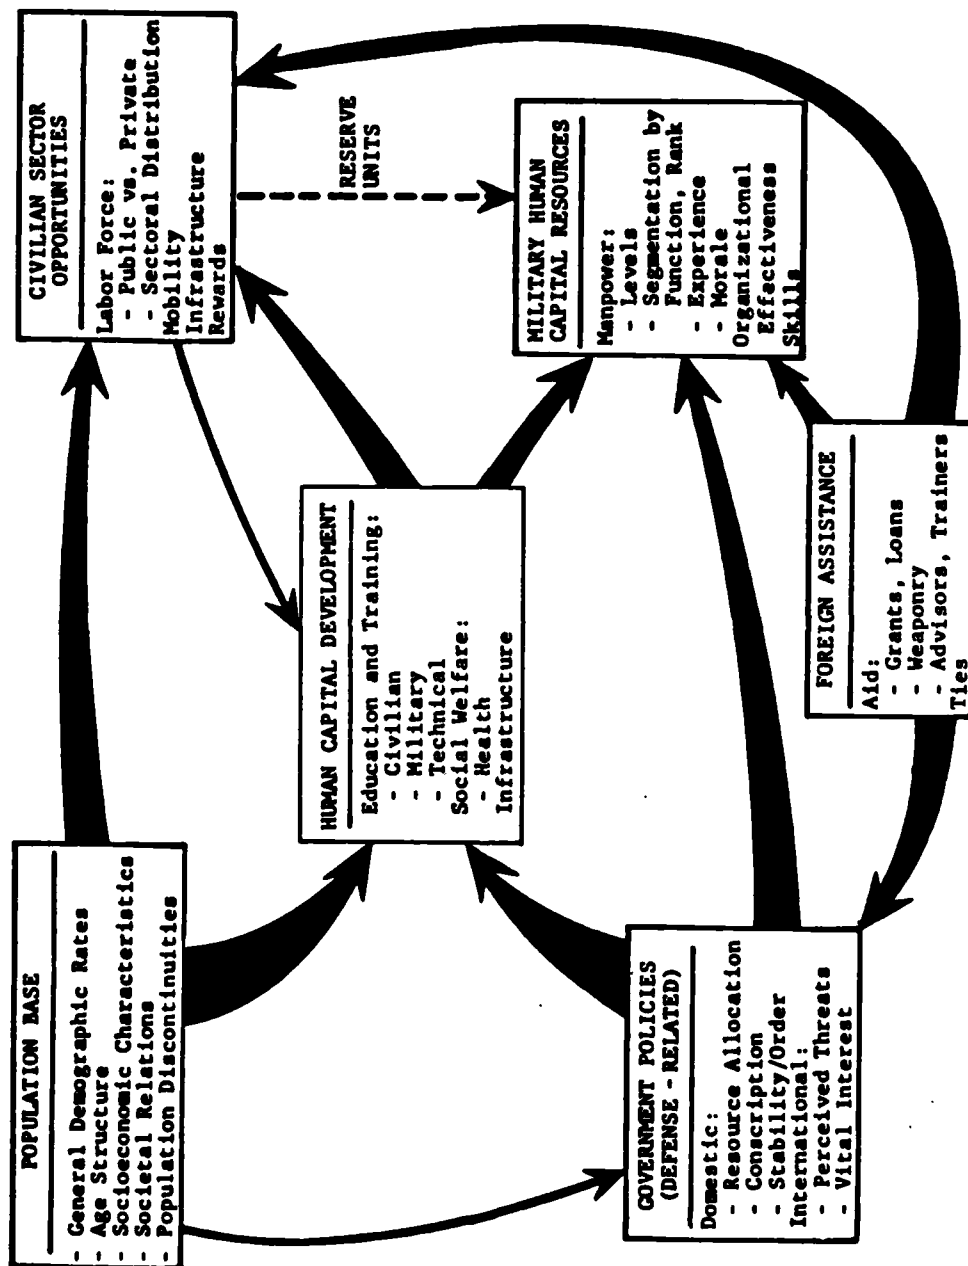 POPULATION BASE
- General Demographic Rates
- Age Structure
- Socioeconomic Characteristics
- Societal Relations
- Population Discontinuities
CIVILIAN SECTOR
OPPORTUNITIES
Labor Force:
- Public vs. Private
- Sectoral Distribution
Mobility
Infrastructure
Rewards
HUMAN CAPITAL DEVELOPMENT
Education and Training:
- Civilian
- Military
- Technical
Social Welfare:
- Health
Infrastructure
RESERVE
UNITS
GOVERNMENT POLICIES
(DEFENSE - RELATED)
Domestic:
- Resource Allocation
- Conscription
- Stability/Order
International:
- Perceived Threats
- Vital Interest
MILITARY HUMAN
CAPITAL RESOURCES
Manpower:
- Levels
- Segmentation by
Function, Rank
- Experience
- Morale
Organizational
Effectiveness
Skills
FOREIGN ASSISTANCE
Aid:
- Grants, Loans
- Weaponry
- Advisors, Trainers
Ties